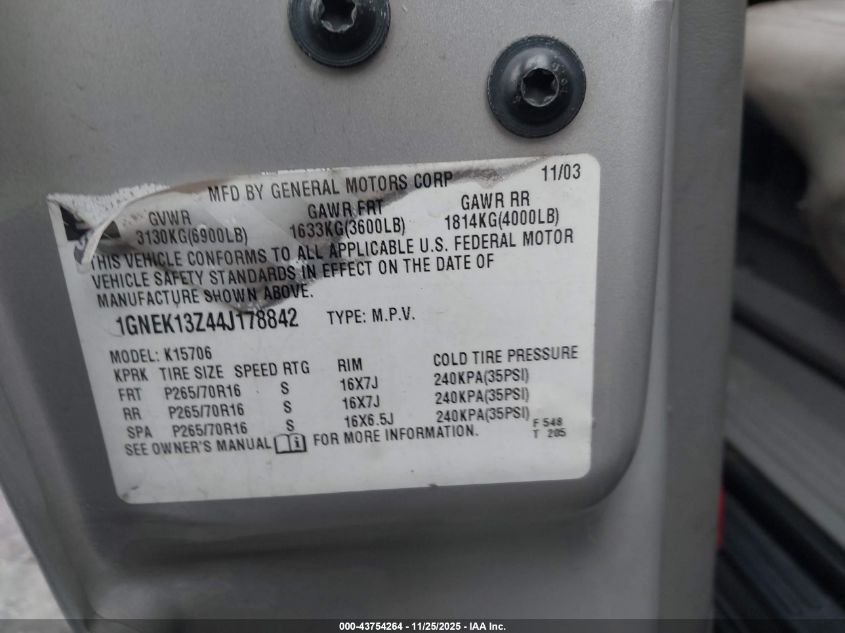 MFD BY GENERAL MOTORS CORP 11/03
GVWR GAWR FRT GAWR RR
3130KG(6900LB) 1633KG(3600LB) 1814KG(4000LB)
THIS VEHICLE CONFORMS TO ALL APPLICABLE U.S. FEDERAL MOTOR
VEHICLE SAFETY STANDARDS IN EFFECT ON THE DATE OF
MANUFACTURE SHOWN ABOVE.
1GNEK13Z44J178842 TYPE: M.P.V.
MODEL: K15706
KPRK TIRE SIZE SPEED RTG RIM COLD TIRE PRESSURE
FRT P265/70R16 S 16X7J 240KPA(35PSI)
RR P265/70R16 S 16X7J 240KPA(35PSI)
SPA P265/70R16 S 16X6.5J 240KPA(35PSI)
SEE OWNER'S MANUAL i FOR MORE INFORMATION.
F 548
T 205
000-43754264 - 11/25/2025 - IAA Inc.